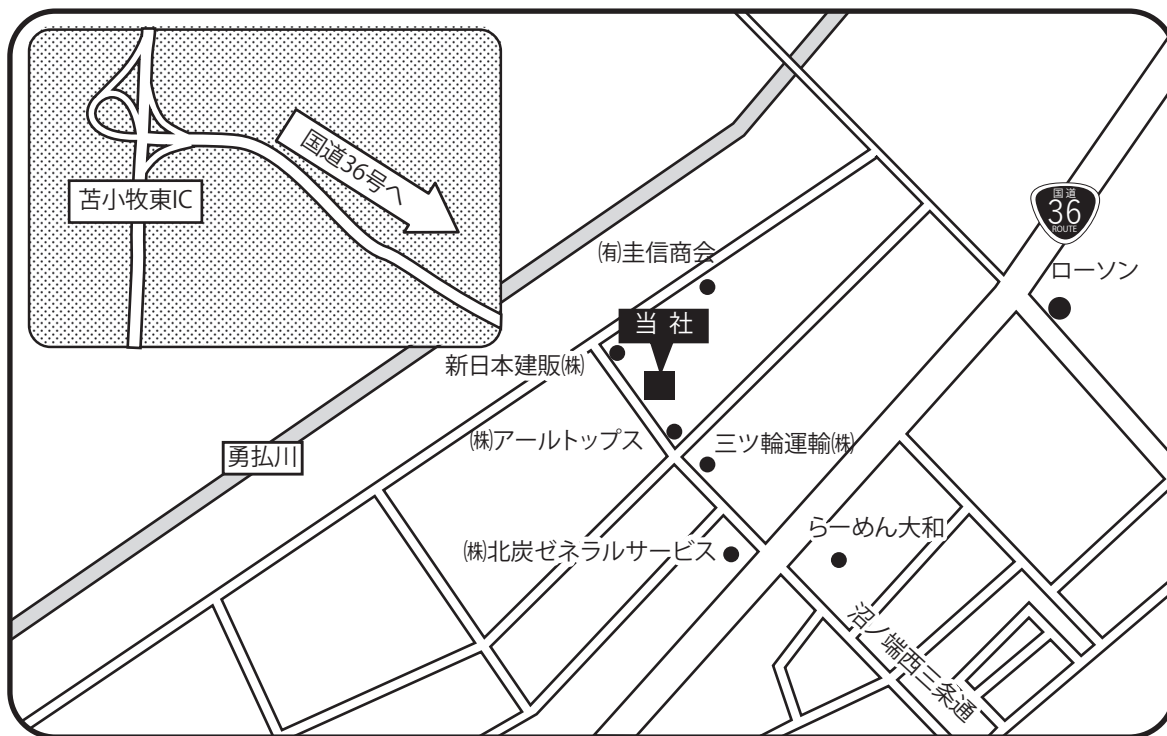 国道36号へ
苫小牧東IC
国道
36
ROUTE
ローソン
㈲圭信商会
当 社
新日本建販㈱
㈱アールトップス
三ツ輪運輸㈱
勇払川
らーめん大和
㈱北炭ゼネラルサービス
沼ノ端西三条通